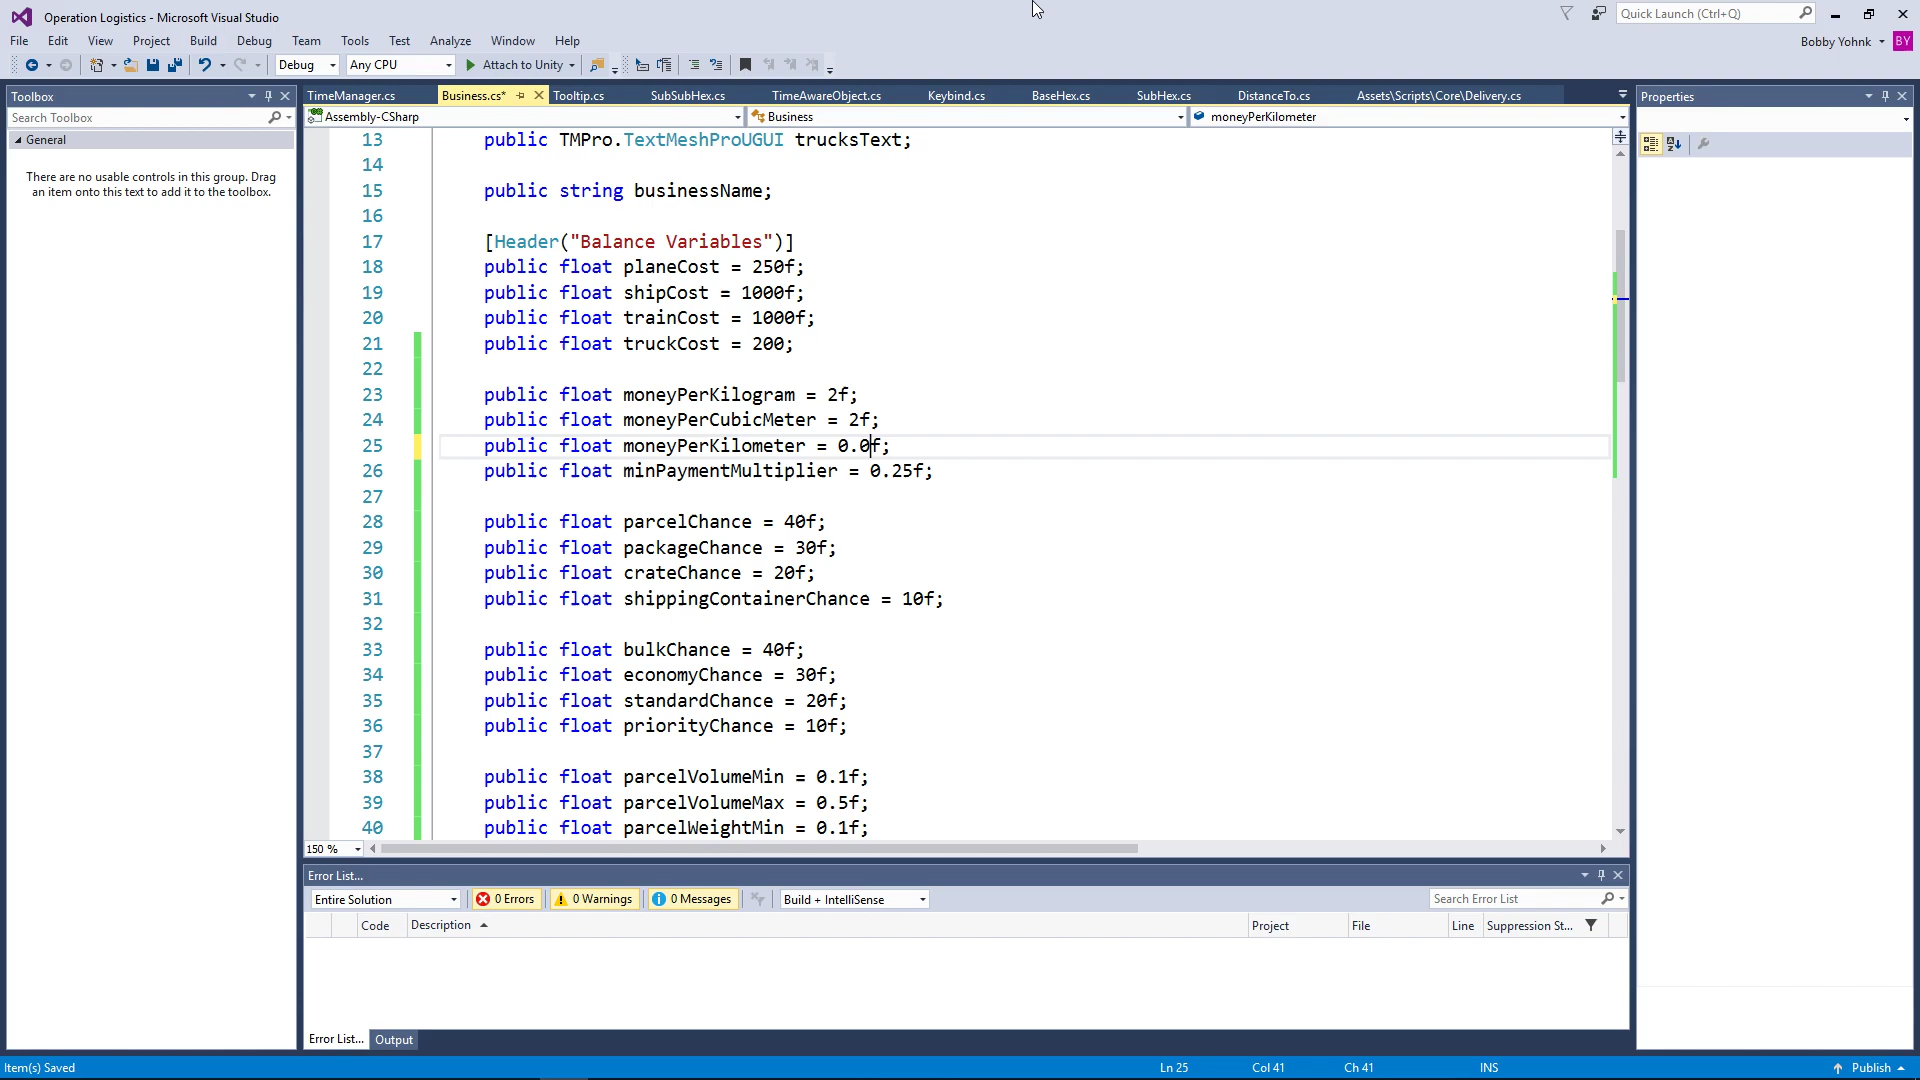 Operation Logistics - Microsoft Visual Studio
Quick Launch (Ctrl+Q)
File Edit View Project Build Debug Team Tools Test Analyze Window Help
Bobby Yohnk BY
Debug Any CPU Attach to Unity
Toolbox
Search Toolbox
General
There are no usable controls in this group. Drag
an item onto this text to add it to the toolbox.
TimeManager.cs Business.cs* Tooltip.cs SubSubHex.cs TimeAwareObject.cs Keybind.cs BaseHex.cs SubHex.cs DistanceTo.cs Assets\Scripts\Core\Delivery.cs
Assembly-CSharp Business moneyPerKilometer
13 public TMPro.TextMeshProUGUI trucksText;
14
15 public string businessName;
16
17 [Header("Balance Variables")]
18 public float planeCost = 250f;
19 public float shipCost = 1000f;
20 public float trainCost = 1000f;
21 public float truckCost = 200;
22
23 public float moneyPerKilogram = 2f;
24 public float moneyPerCubicMeter = 2f;
25 public float moneyPerKilometer = 0.0f;
26 public float minPaymentMultiplier = 0.25f;
27
28 public float parcelChance = 40f;
29 public float packageChance = 30f;
30 public float crateChance = 20f;
31 public float shippingContainerChance = 10f;
32
33 public float bulkChance = 40f;
34 public float economyChance = 30f;
35 public float standardChance = 20f;
36 public float priorityChance = 10f;
37
38 public float parcelVolumeMin = 0.1f;
39 public float parcelVolumeMax = 0.5f;
40 public float parcelWeightMin = 0.1f;
150 %
Properties
Error List...
Entire Solution 0 Errors 0 Warnings 0 Messages Build + IntelliSense Search Error List
Code Description Project File Line Suppression St...
Error List... Output
Item(s) Saved Ln 25 Col 41 Ch 41 INS Publish